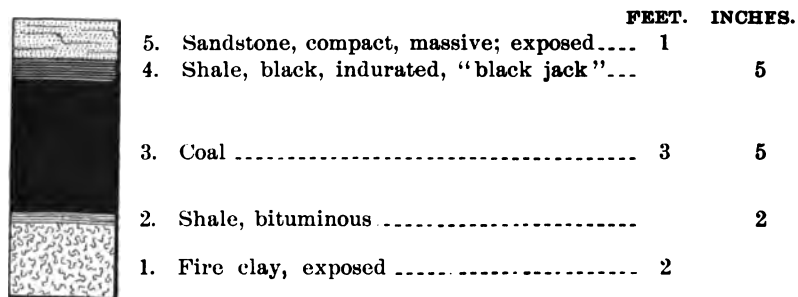 FEET. INCHES.
5. Sandstone, compact, massive; exposed.... 1
4. Shale, black, indurated, "black jack"... 5
3. Coal .................................... 3 5
2. Shale, bituminous ....................... 2
1. Fire clay, exposed ...................... 2